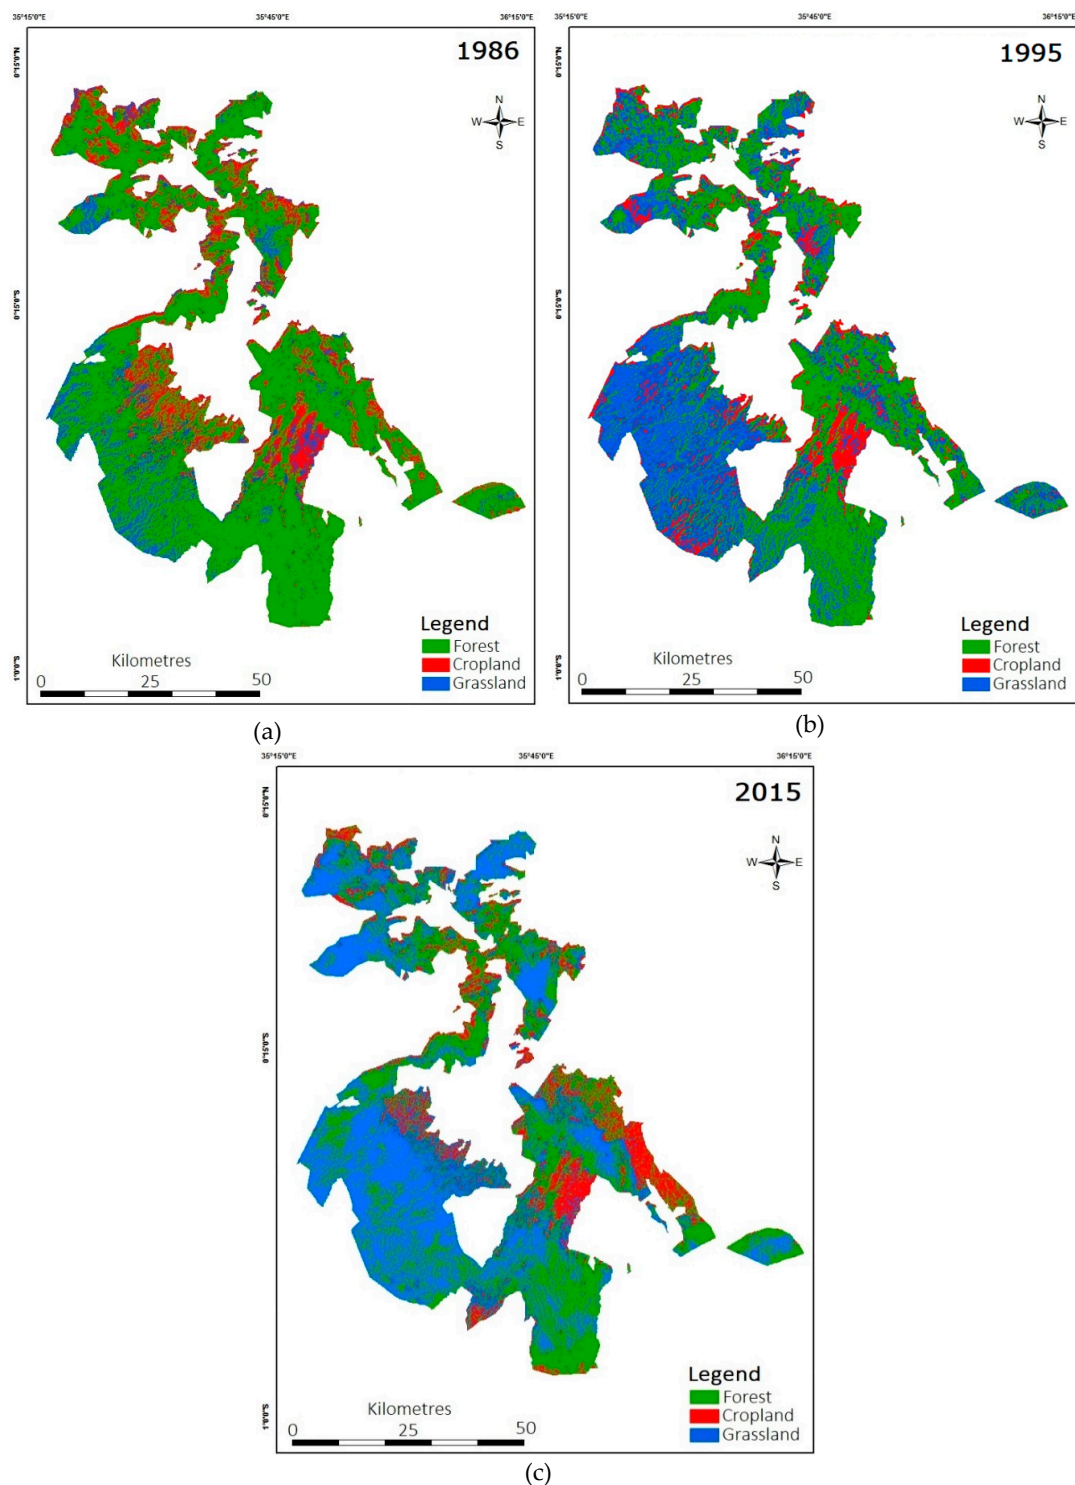 35°15'0"E 35°45'0"E 36°15'0"E
1986
N
W E
S
Legend
Forest
Cropland
Grassland
Kilometres
0 25 50
(a)
35°15'0"E 35°45'0"E 36°15'0"E
1995
N
W E
S
Legend
Forest
Cropland
Grassland
Kilometres
0 25 50
(b)
35°15'0"E 35°45'0"E 36°15'0"E
2015
N
W E
S
Legend
Forest
Cropland
Grassland
Kilometres
0 25 50
(c)